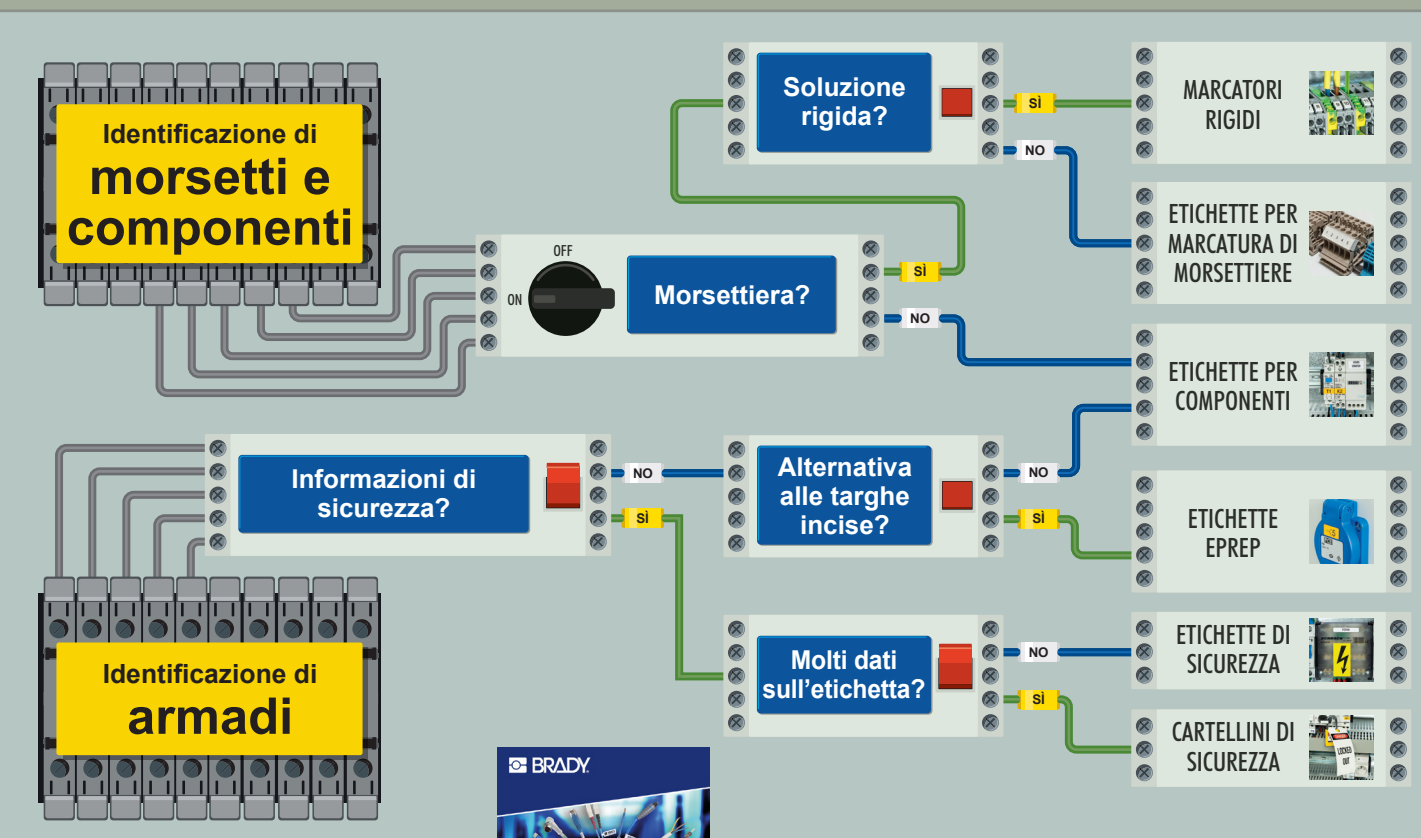 Identificazione di
morsetti e
componenti
OFF
ON
Morsettiera?
SÌ
NO
Soluzione
rigida?
SÌ
NO
MARCATORI
RIGIDI
ETICHETTE PER
MARCATURA DI
MORSETTIERE
ETICHETTE PER
COMPONENTI
Identificazione di
armadi
Informazioni di
sicurezza?
NO
SÌ
Alternativa
alle targhe
incise?
NO
SÌ
ETICHETTE
EPREP
Molti dati
sull'etichetta?
NO
SÌ
ETICHETTE DI
SICUREZZA
CARTELLINI DI
SICUREZZA
LOCKED
OUT
BRADY